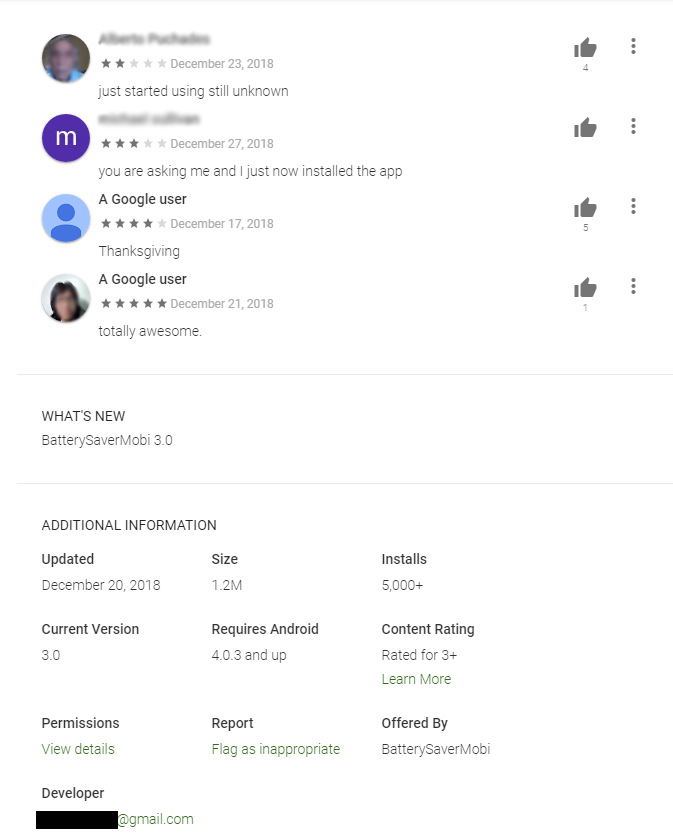 December 23, 2018
4
just started using still unknown
m
December 27, 2018
you are asking me and I just now installed the app
A Google user
December 17, 2018
5
Thanksgiving
A Google user
December 21, 2018
1
totally awesome.
WHAT'S NEW
BatterySaverMobi 3.0
ADDITIONAL INFORMATION
Updated Size Installs
December 20, 2018 1.2M 5,000+
Current Version Requires Android Content Rating
3.0 4.0.3 and up Rated for 3+
Learn More
Permissions Report Offered By
View details Flag as inappropriate BatterySaverMobi
Developer
@gmail.com